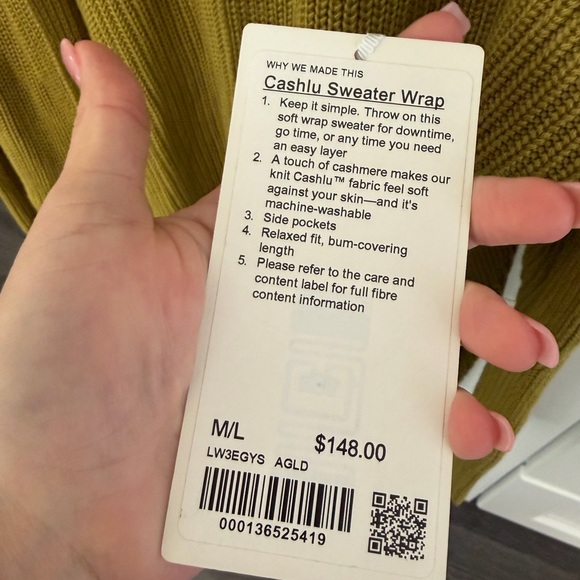 WHY WE MADE THIS
Cashlu Sweater Wrap
1. Keep it simple. Throw on this
soft wrap sweater for downtime,
go time, or any time you need
an easy layer
2. A touch of cashmere makes our
knit Cashlu™ fabric feel soft
against your skin—and it's
machine-washable
3. Side pockets
4. Relaxed fit, bum-covering
length
5. Please refer to the care and
content label for full fibre
content information
M/L $148.00
LW3EGYS AGLD
000136525419